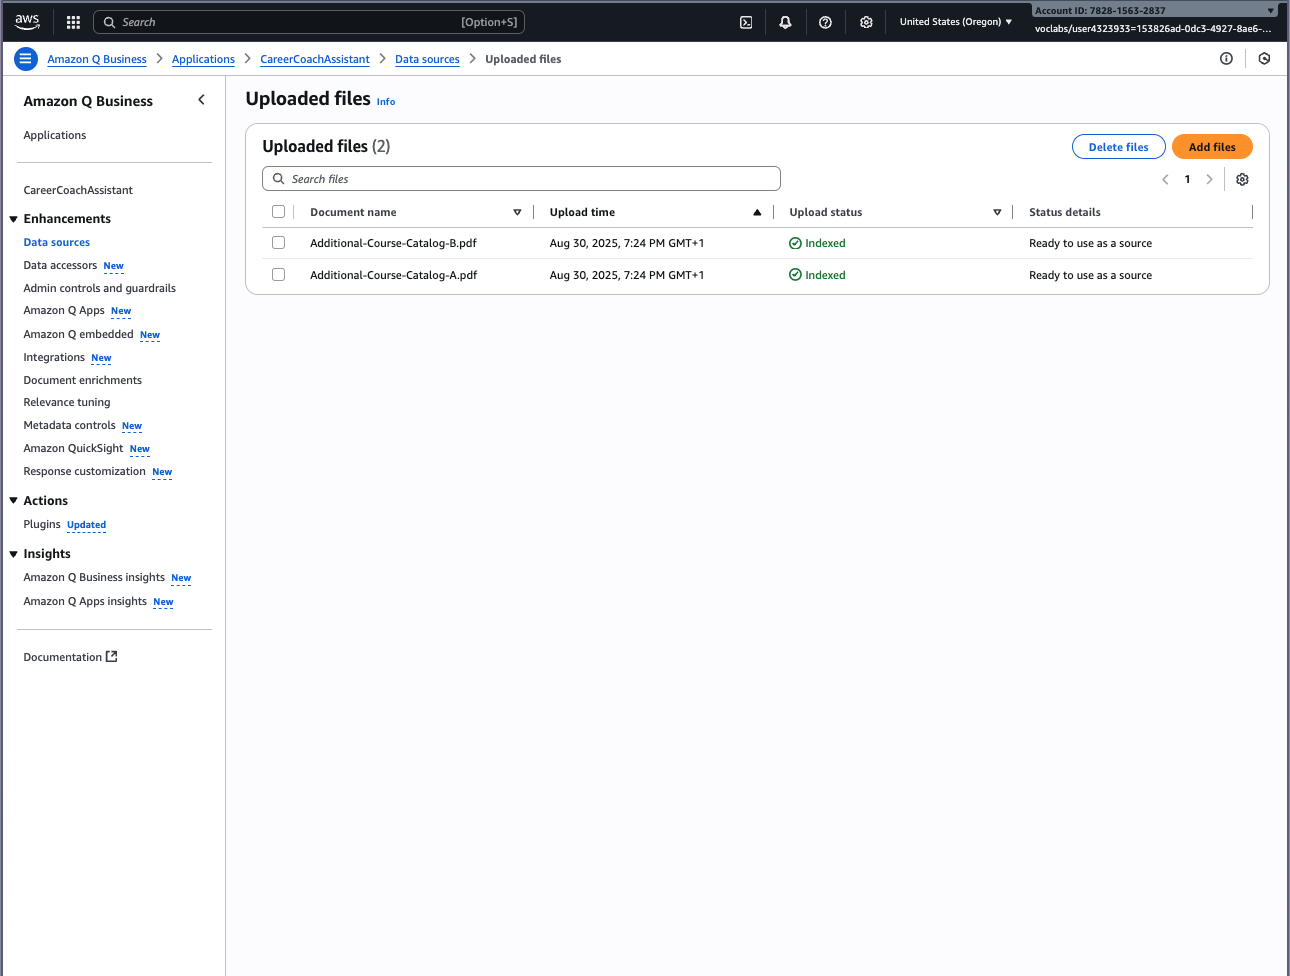 aws Search [Option+S] United States (Oregon) Account ID: 7828-1563-2837
voclabs/user4323933=153826ad-0dc3-4927-8ae6-...
Amazon Q Business Applications CareerCoachAssistant Data sources Uploaded files
Amazon Q Business
Applications
CareerCoachAssistant
Enhancements
Data sources
Data accessors New
Admin controls and guardrails
Amazon Q Apps New
Amazon Q embedded New
Integrations New
Document enrichments
Relevance tuning
Metadata controls New
Amazon QuickSight New
Response customization New
Actions
Plugins Updated
Insights
Amazon Q Business insights New
Amazon Q Apps insights New
Documentation
Uploaded files Info
Uploaded files (2) Delete files Add files
Search files 1
Document name Upload time Upload status Status details
Additional-Course-Catalog-B.pdf Aug 30, 2025, 7:24 PM GMT+1 Indexed Ready to use as a source
Additional-Course-Catalog-A.pdf Aug 30, 2025, 7:24 PM GMT+1 Indexed Ready to use as a source